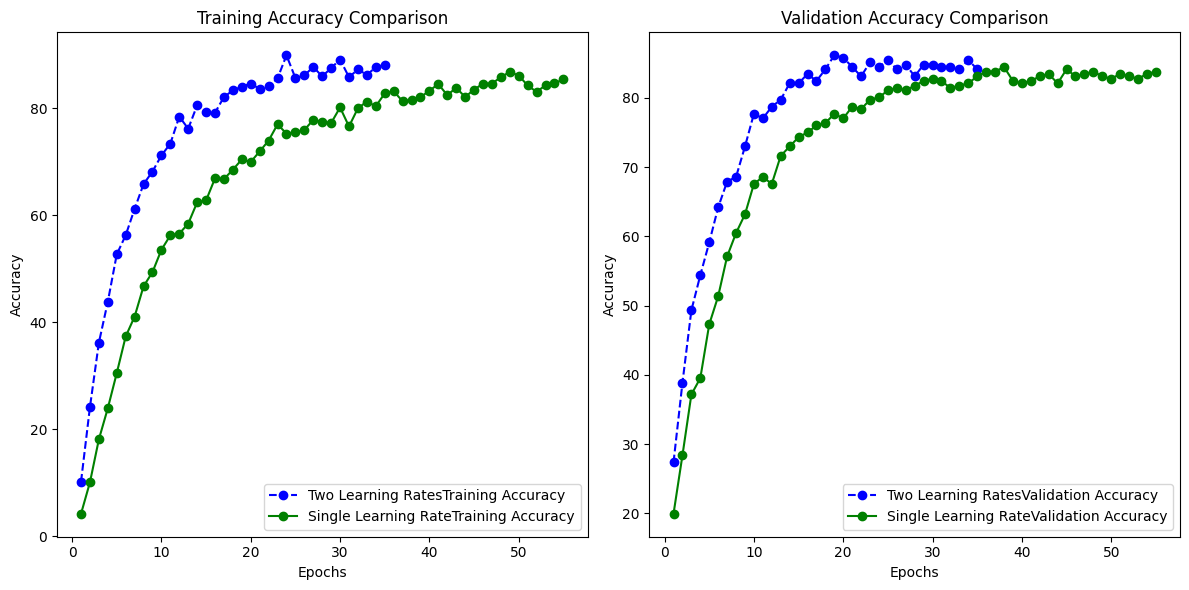 Training Accuracy Comparison
Accuracy
80
60
40
20
0
0 10 20 30 40 50
Epochs
Two Learning RatesTraining Accuracy
Single Learning RateTraining Accuracy
Validation Accuracy Comparison
Accuracy
80
70
60
50
40
30
20
0 10 20 30 40 50
Epochs
Two Learning RatesValidation Accuracy
Single Learning RateValidation Accuracy